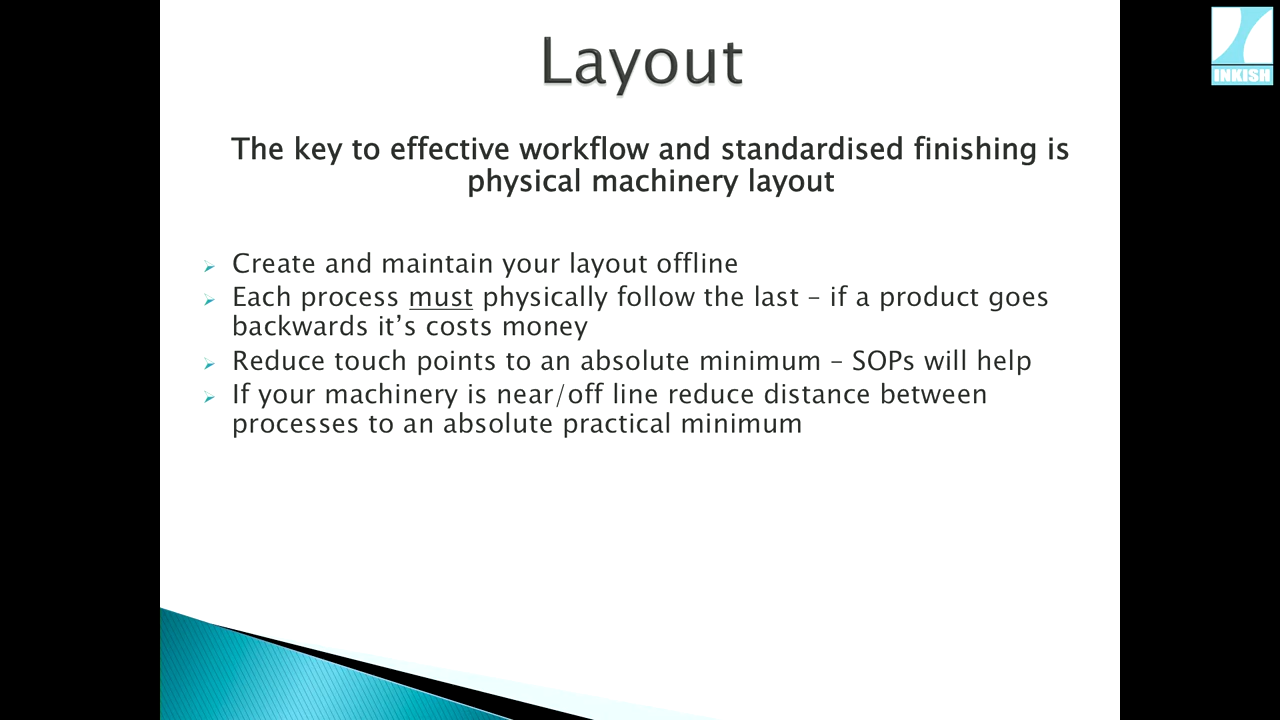 Layout
INKISH
The key to effective workflow and standardised finishing is
physical machinery layout
Create and maintain your layout offline
Each process must physically follow the last – if a product goes
backwards it’s costs money
Reduce touch points to an absolute minimum – SOPs will help
If your machinery is near/off line reduce distance between
processes to an absolute practical minimum